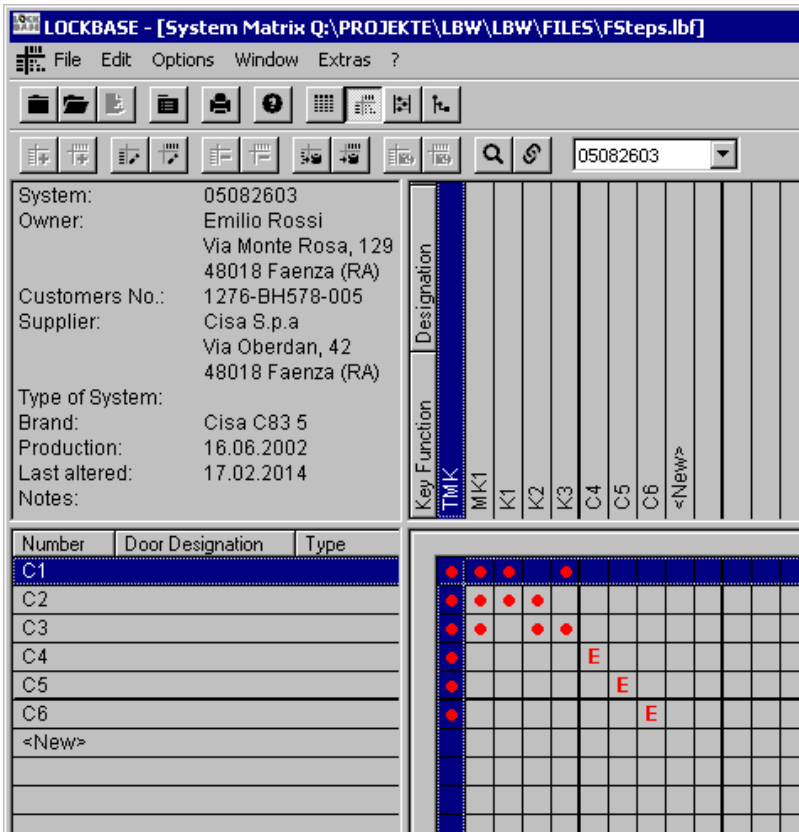 LOCKBASE - [System Matrix Q:\PROJEKTE\LBW\LBW\FILES\FSteps.lbf]
File Edit Options Window Extras ?
05082603
System: 05082603
Owner: Emilio Rossi
Via Monte Rosa, 129
48018 Faenza (RA)
Customers No.: 1276-BH578-005
Supplier: Cisa S.p.a
Via Oberdan, 42
48018 Faenza (RA)
Type of System:
Brand: Cisa C83 5
Production: 16.06.2002
Last altered: 17.02.2014
Notes:
Designation
Key Function
TMK
MK1
K1
K2
K3
C4
C5
C6
<New>
Number Door Designation Type
C1
C2
C3
C4 E
C5 E
C6 E
<New>